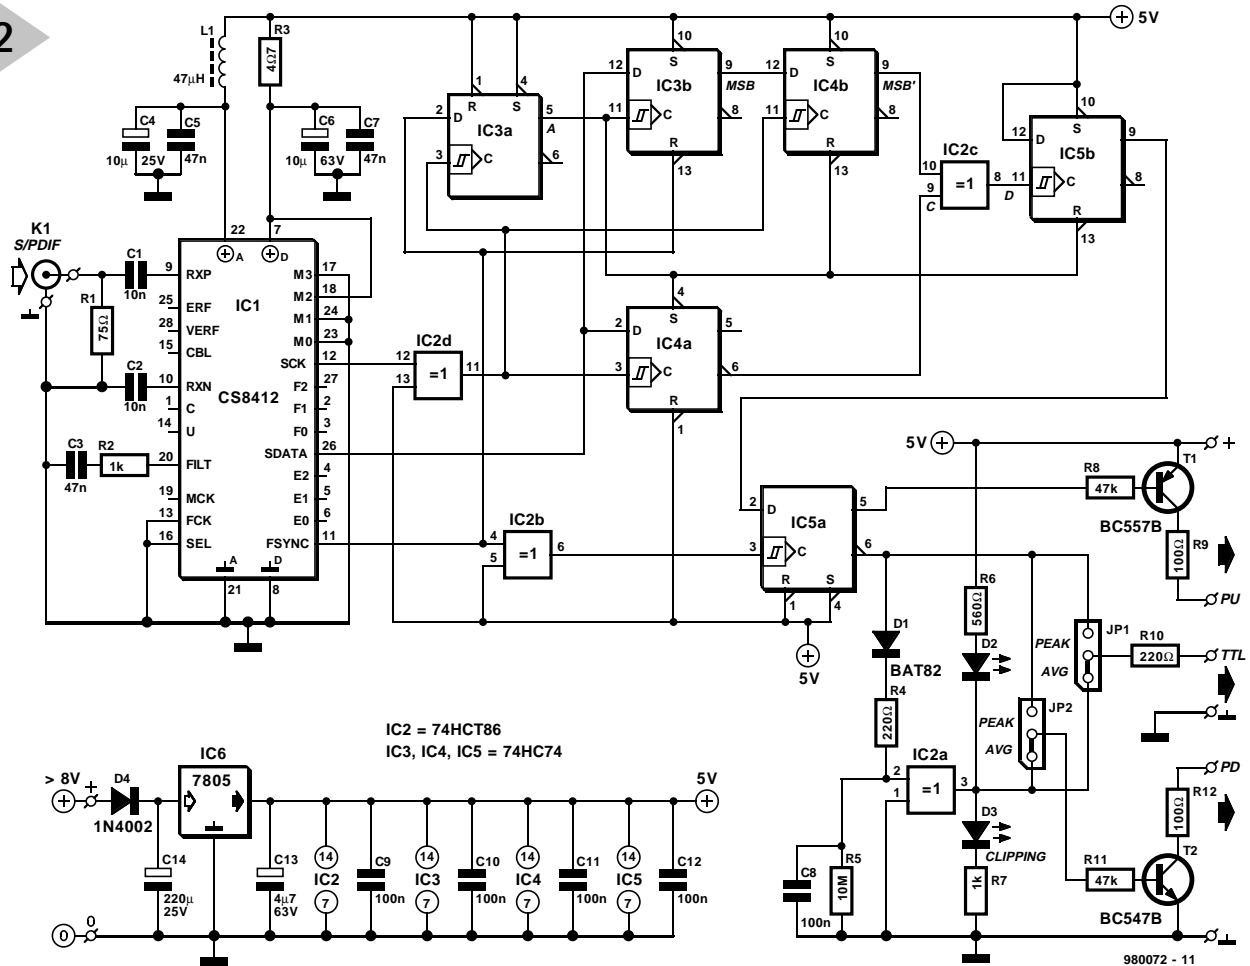 2
L1
47µH
R3
4Ω7
5V
C4
10µ 25V
C5
47n
C6
10µ 63V
C7
47n
1
4
R S
2 D
IC3a
5
A
3 C
6
10
S
12 D
IC3b
9
MSB
11 C
8
R
13
10
S
12 D
IC4b
9
MSB'
11 C
8
R
13
10
9
C
IC2c
=1
8
D
10
S
12 D
IC5b
9
11 C
8
R
13
K1
S/PDIF
C1
10n
R1
75Ω
C2
10n
C3
47n
R2
1k
22
7
A
D
IC1
CS8412
9 RXP
25 ERF
28 VERF
15 CBL
10 RXN
1 C
14 U
20 FILT
19 MCK
13 FCK
16 SEL
M3 17
M2 18
M1 24
M0 23
SCK 12
F2 27
F1 2
F0 3
SDATA 26
E2 4
E1 5
E0 6
FSYNC 11
A
D
21
8
IC2d
12
13
=1
11
4
S
2 D
IC4a
5
3 C
6
R
1
IC2b
4
5
=1
6
2 D
IC5a
5
3 C
6
R S
1
4
5V
5V
+
R8
47k
T1
BC557B
R9
100Ω
PU
R6
560Ω
D1
BAT82
D2
R4
220Ω
PEAK
JP1
AVG
R10
220Ω
TTL
PEAK
JP2
AVG
IC2a
2
1
=1
3
D3
CLIPPING
R7
1k
C8
100n
R5
10M
PD
R12
100Ω
R11
47k
T2
BC547B
IC2 = 74HCT86
IC3, IC4, IC5 = 74HC74
> 8V
+
D4
1N4002
IC6
7805
5V
C14
220µ
25V
C13
4µ7
63V
14
IC2
7
C9
100n
14
IC3
7
C10
100n
14
IC4
7
C11
100n
14
IC5
7
C12
100n
0
0
980072 - 11